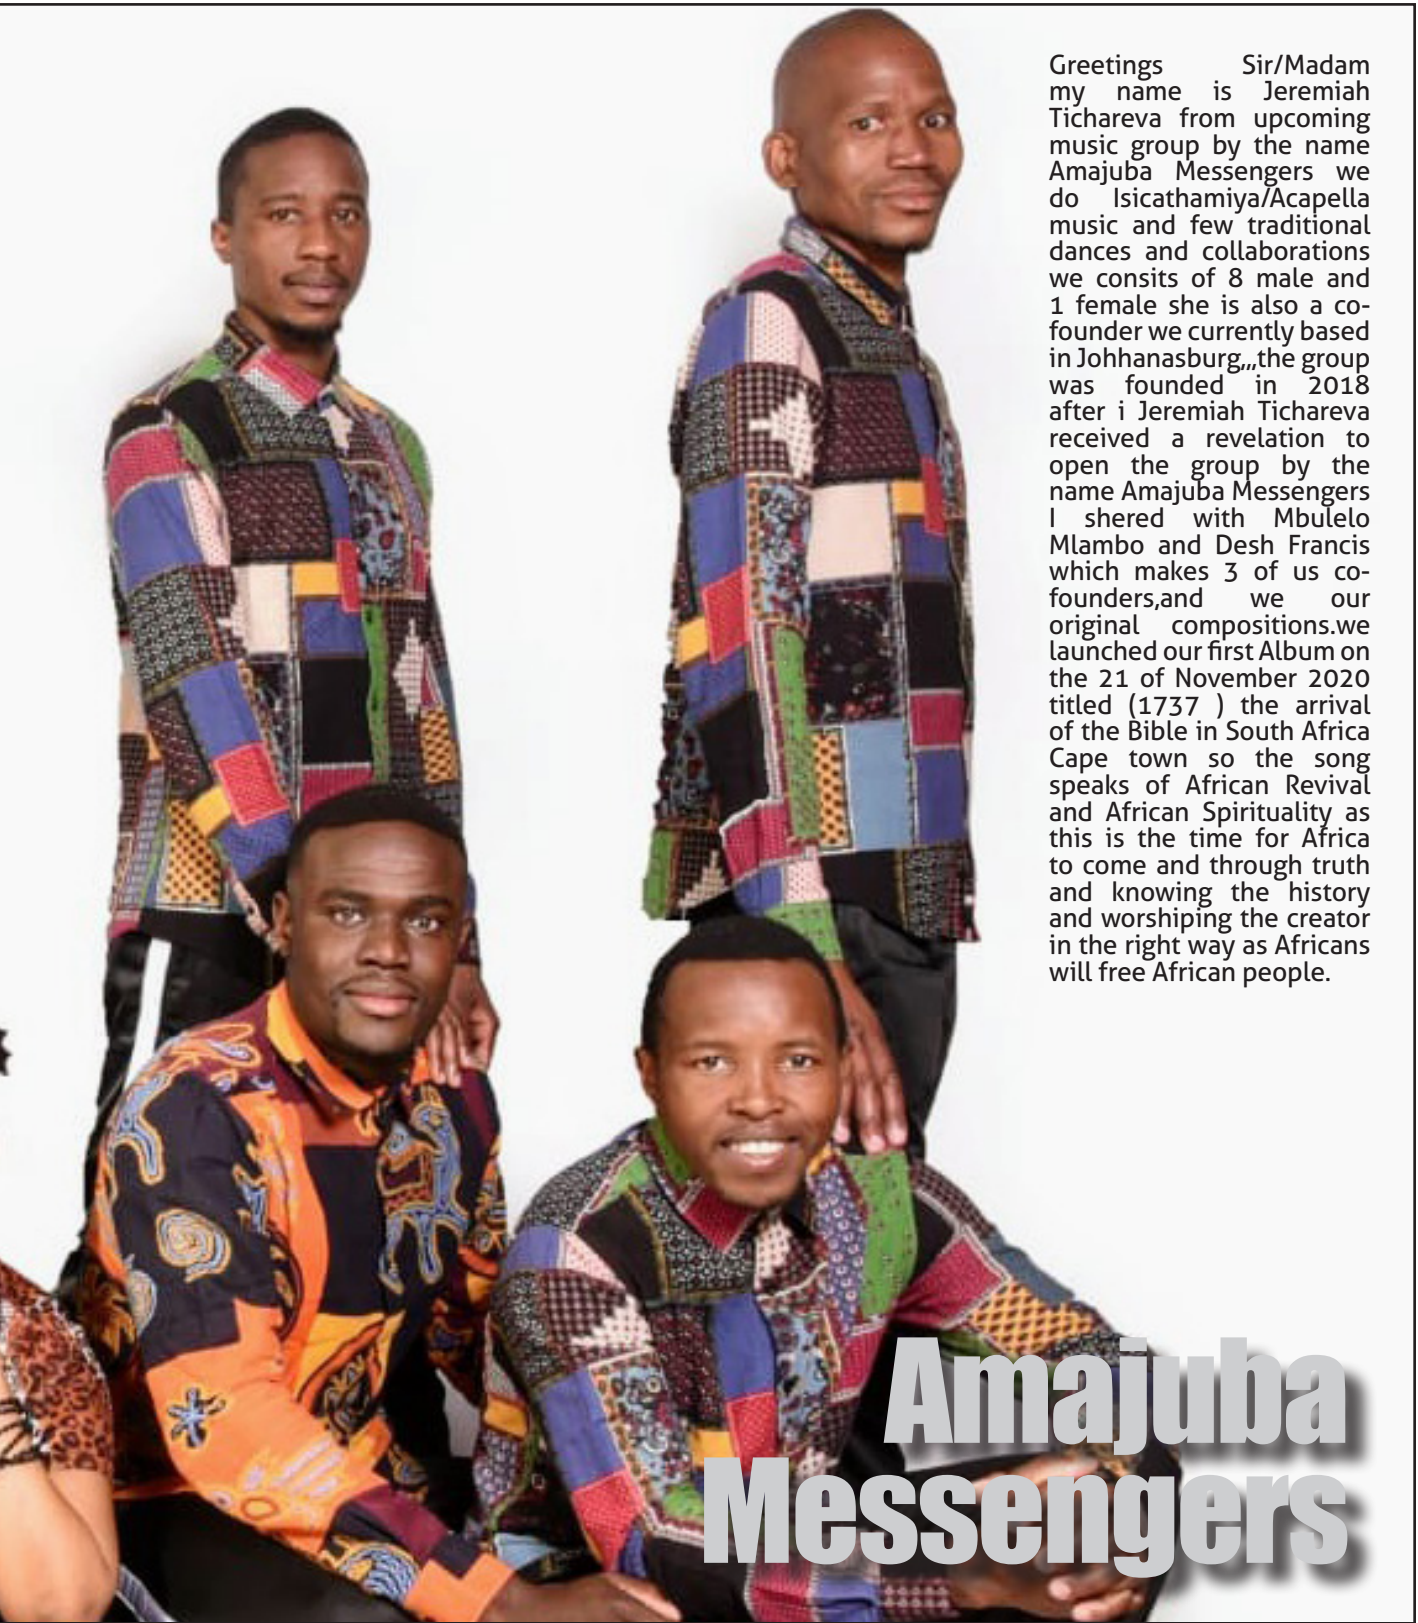 Greetings Sir/Madam
my name is Jeremiah
Tichareva from upcoming
music group by the name
Amajuba Messengers we
do Isicathamiya/Acapella
music and few traditional
dances and collaborations
we consits of 8 male and
1 female she is also a co-
founder we currently based
in Johhanasburg,,,the group
was founded in 2018
after i Jeremiah Tichareva
received a revelation to
open the group by the
name Amajuba Messengers
I shered with Mbulelo
Mlambo and Desh Francis
which makes 3 of us co-
founders,and we our
original compositions.we
launched our first Album on
the 21 of November 2020
titled (1737 ) the arrival
of the Bible in South Africa
Cape town so the song
speaks of African Revival
and African Spirituality as
this is the time for Africa
to come and through truth
and knowing the history
and worshiping the creator
in the right way as Africans
will free African people.
Amajuba
Messengers